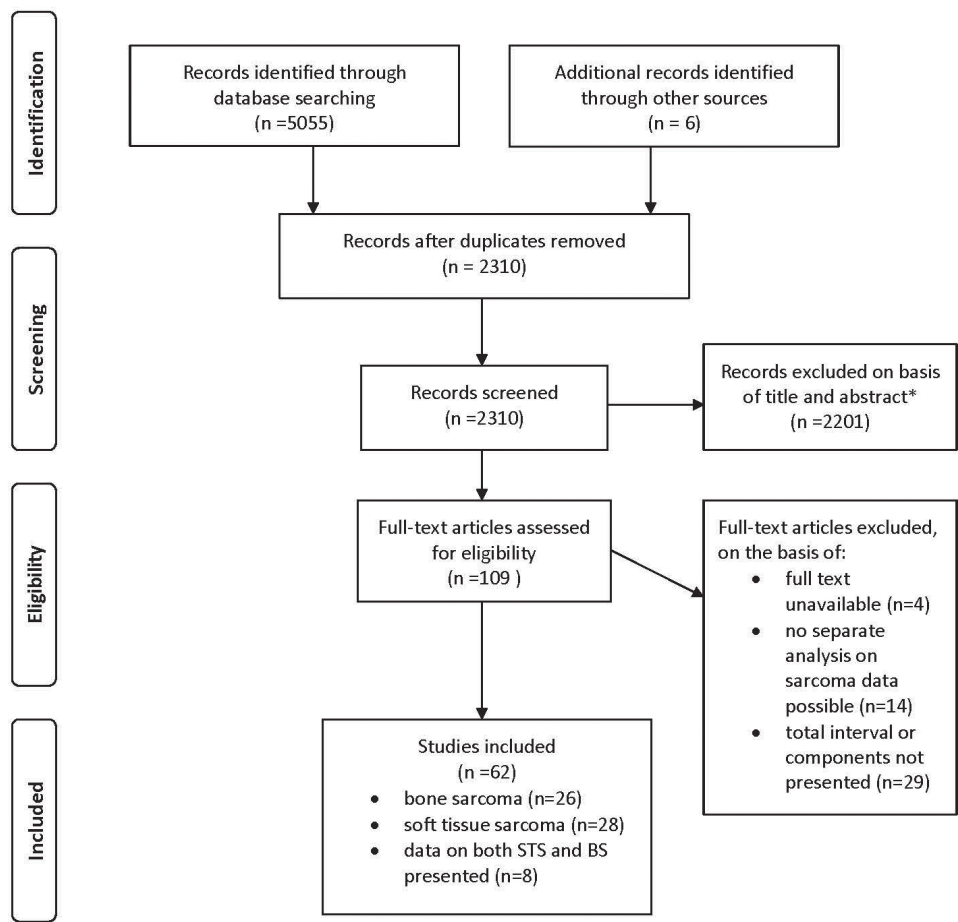 Identification
Records identified through
database searching
(n =5055)
Additional records identified
through other sources
(n = 6)
Records after duplicates removed
(n = 2310)
Screening
Records screened
(n =2310)
Records excluded on basis
of title and abstract*
(n =2201)
Eligibility
Full-text articles assessed
for eligibility
(n =109 )
Full-text articles excluded,
on the basis of:
• full text
unavailable (n=4)
• no separate
analysis on
sarcoma data
possible (n=14)
• total interval or
components not
presented (n=29)
Included
Studies included
(n =62)
• bone sarcoma (n=26)
• soft tissue sarcoma (n=28)
• data on both STS and BS
presented (n=8)